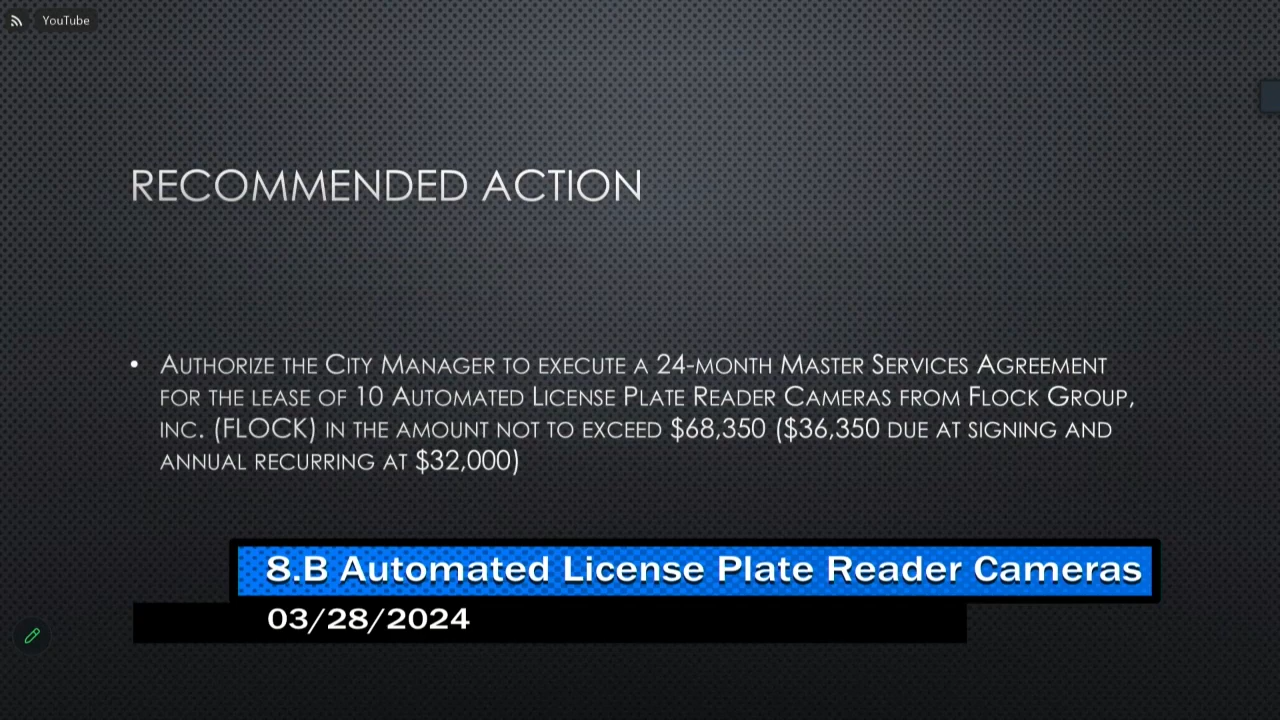 YouTube
RECOMMENDED ACTION
• AUTHORIZE THE CITY MANAGER TO EXECUTE A 24-MONTH MASTER SERVICES AGREEMENT
FOR THE LEASE OF 10 AUTOMATED LICENSE PLATE READER CAMERAS FROM FLOCK GROUP,
INC. (FLOCK) IN THE AMOUNT NOT TO EXCEED $68,350 ($36,350 DUE AT SIGNING AND
ANNUAL RECURRING AT $32,000)
8.B Automated License Plate Reader Cameras
03/28/2024